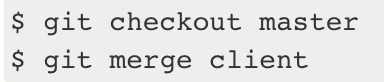 $ git checkout master
$ git merge client